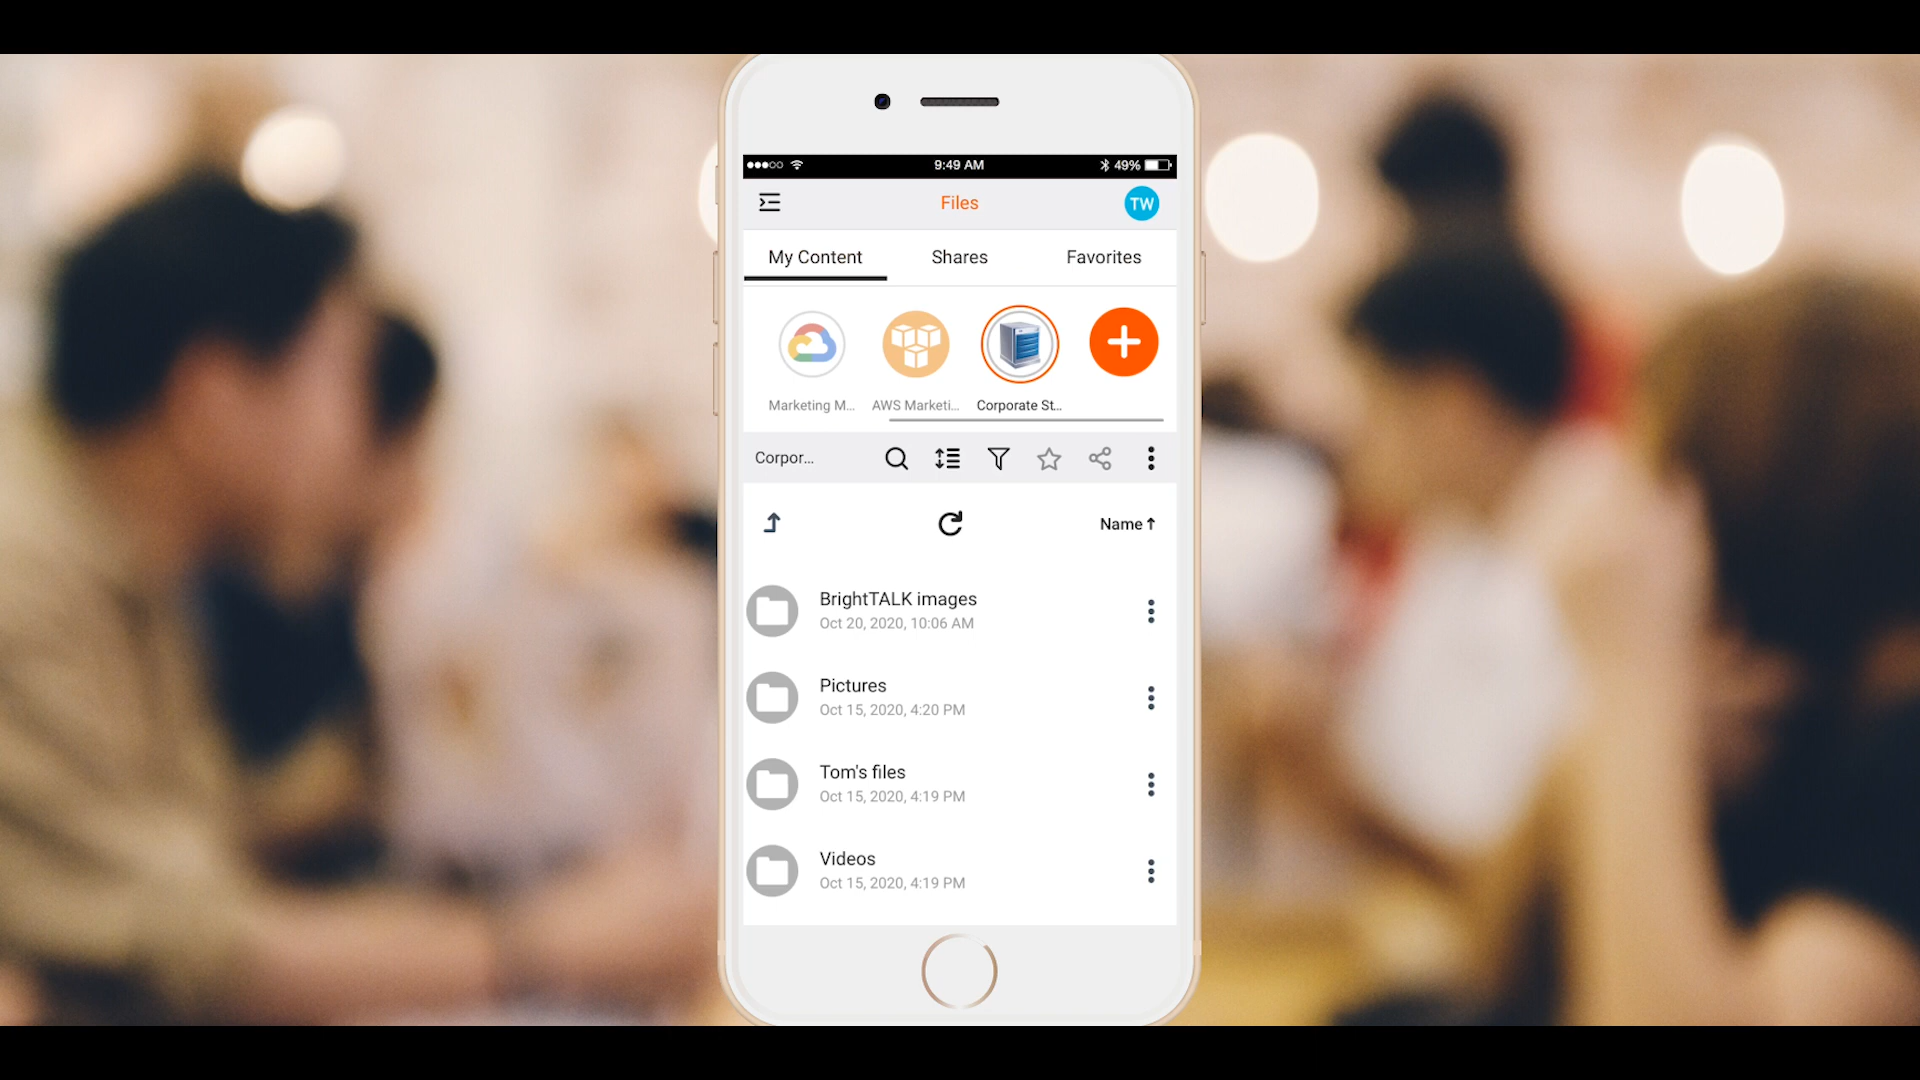 9:49 AM
49%
Files
TW
My Content Shares Favorites
Marketing M... AWS Marketi... Corporate St...
Corpor...
Name
BrightTALK images
Oct 20, 2020, 10:06 AM
Pictures
Oct 15, 2020, 4:20 PM
Tom's files
Oct 15, 2020, 4:19 PM
Videos
Oct 15, 2020, 4:19 PM